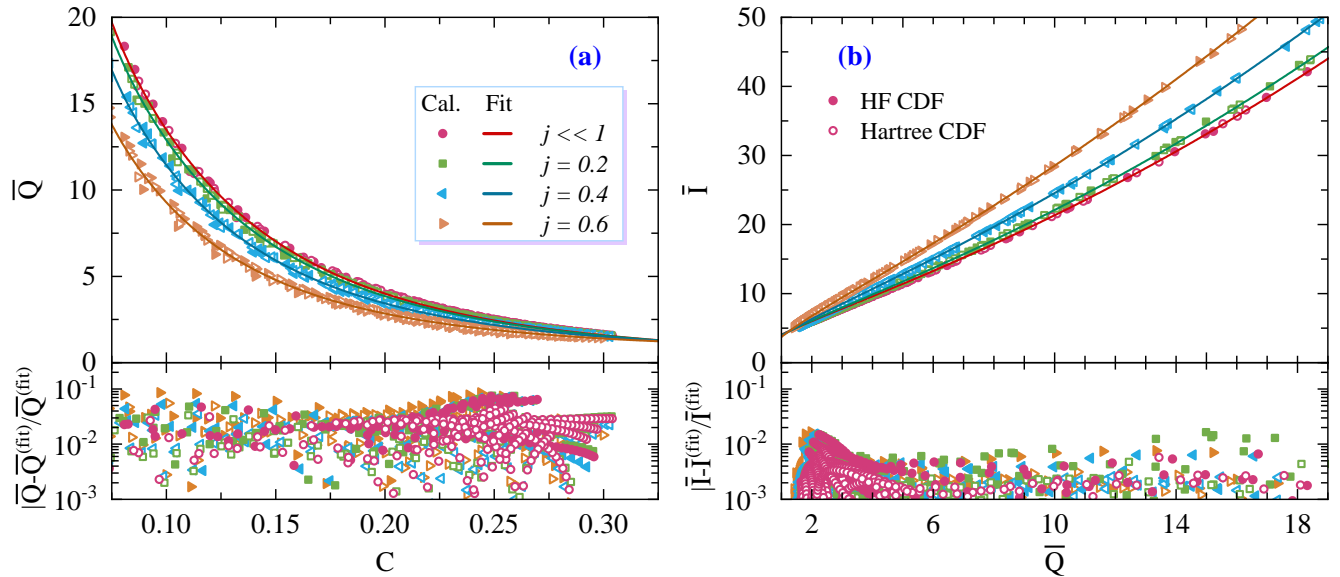 20
15
10
5
0
Q̅
(a)
Cal. Fit
j << 1
j = 0.2
j = 0.4
j = 0.6
10⁻¹
10⁻²
10⁻³
|Q̅-Q̅⁽ᶠⁱᵗ⁾/Q̅⁽ᶠⁱᵗ⁾
0.10 0.15 0.20 0.25 0.30
C
50
40
30
20
10
0
I̅
(b)
HF CDF
Hartree CDF
10⁻¹
10⁻²
10⁻³
|I̅-I̅⁽ᶠⁱᵗ⁾/I̅⁽ᶠⁱᵗ⁾
2 6 10 14 18
Q̅